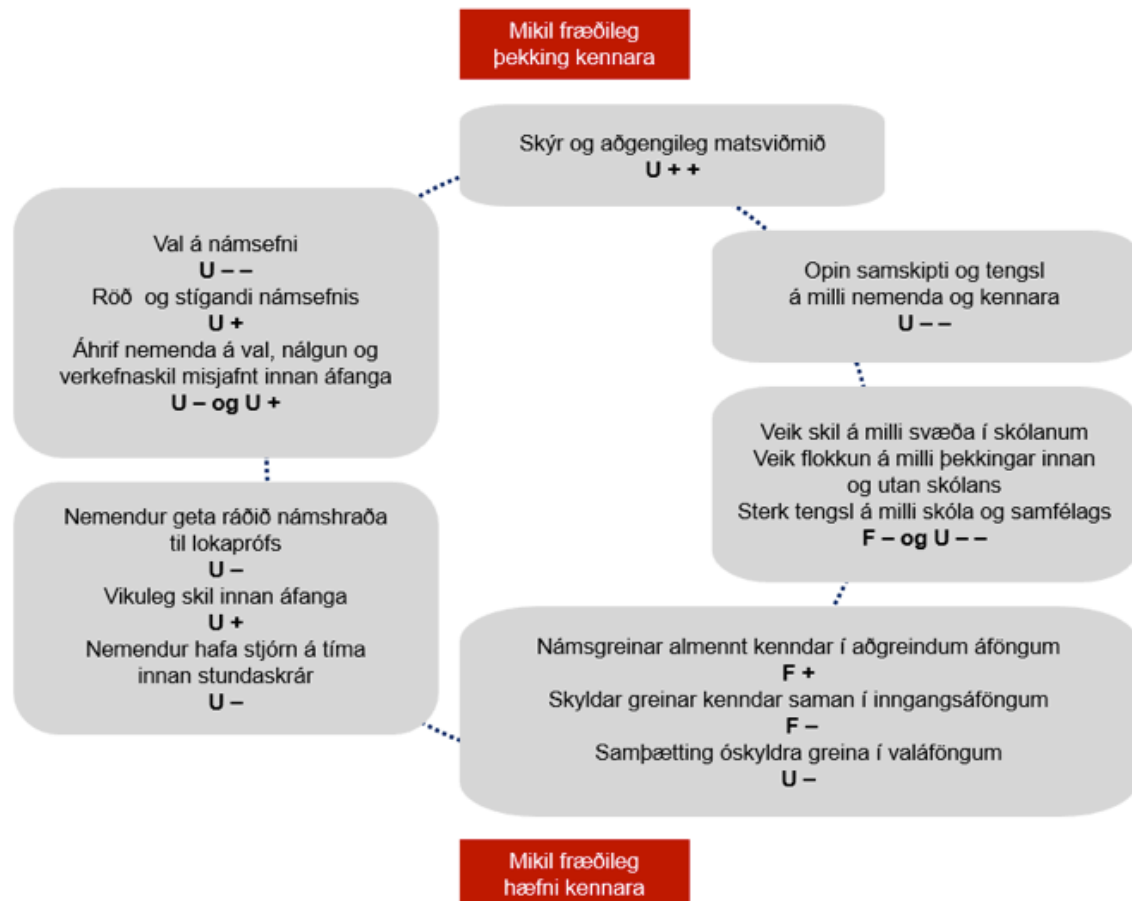 Mikil fræðileg
þekking kennara
Skýr og aðgengileg matsviðmið
U + +
Val á námsefni
U – –
Röð og stígandi námsefnis
U +
Áhrif nemenda á val, nálgun og
verkefnaskil misjafnt innan áfanga
U – og U +
Opin samskipti og tengsl
á milli nemenda og kennara
U – –
Veik skil á milli svæða í skólanum
Veik flokkun á milli þekkingar innan
og utan skólans
Sterk tengsl á milli skóla og samfélags
F – og U – –
Nemendur geta ráðið námshraða
til lokaprófs
U –
Vikuleg skil innan áfanga
U +
Nemendur hafa stjórn á tíma
innan stundaskrár
U –
Námsgreinar almennt kenndar í aðgreindum áföngum
F +
Skyldar greinar kenndar saman í inngangsáföngum
F –
Samþætting óskyldra greina í valáföngum
U –
Mikil fræðileg
hæfni kennara